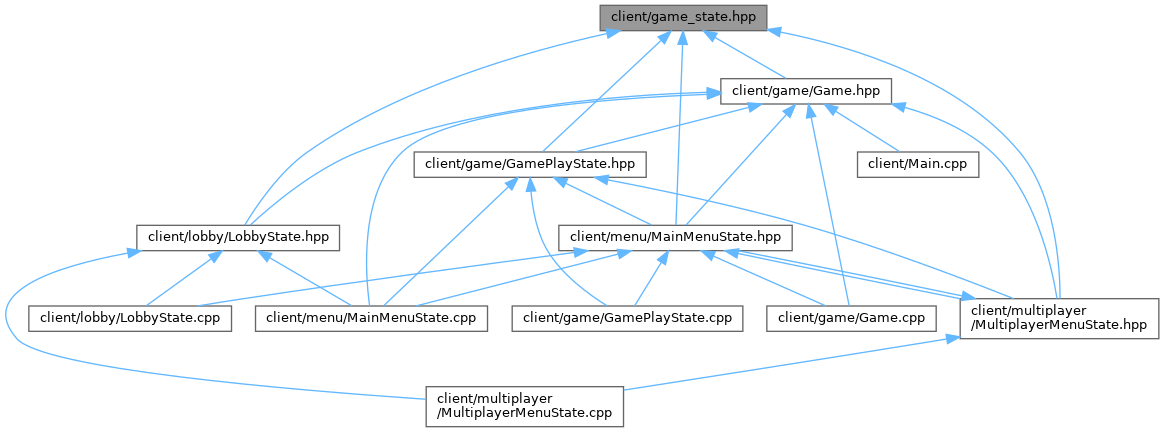 client/game_state.hpp
client/game/Game.hpp
client/game/GamePlayState.hpp
client/Main.cpp
client/lobby/LobbyState.hpp
client/menu/MainMenuState.hpp
client/lobby/LobbyState.cpp
client/menu/MainMenuState.cpp
client/game/GamePlayState.cpp
client/game/Game.cpp
client/multiplayer
/MultiplayerMenuState.hpp
client/multiplayer
/MultiplayerMenuState.cpp